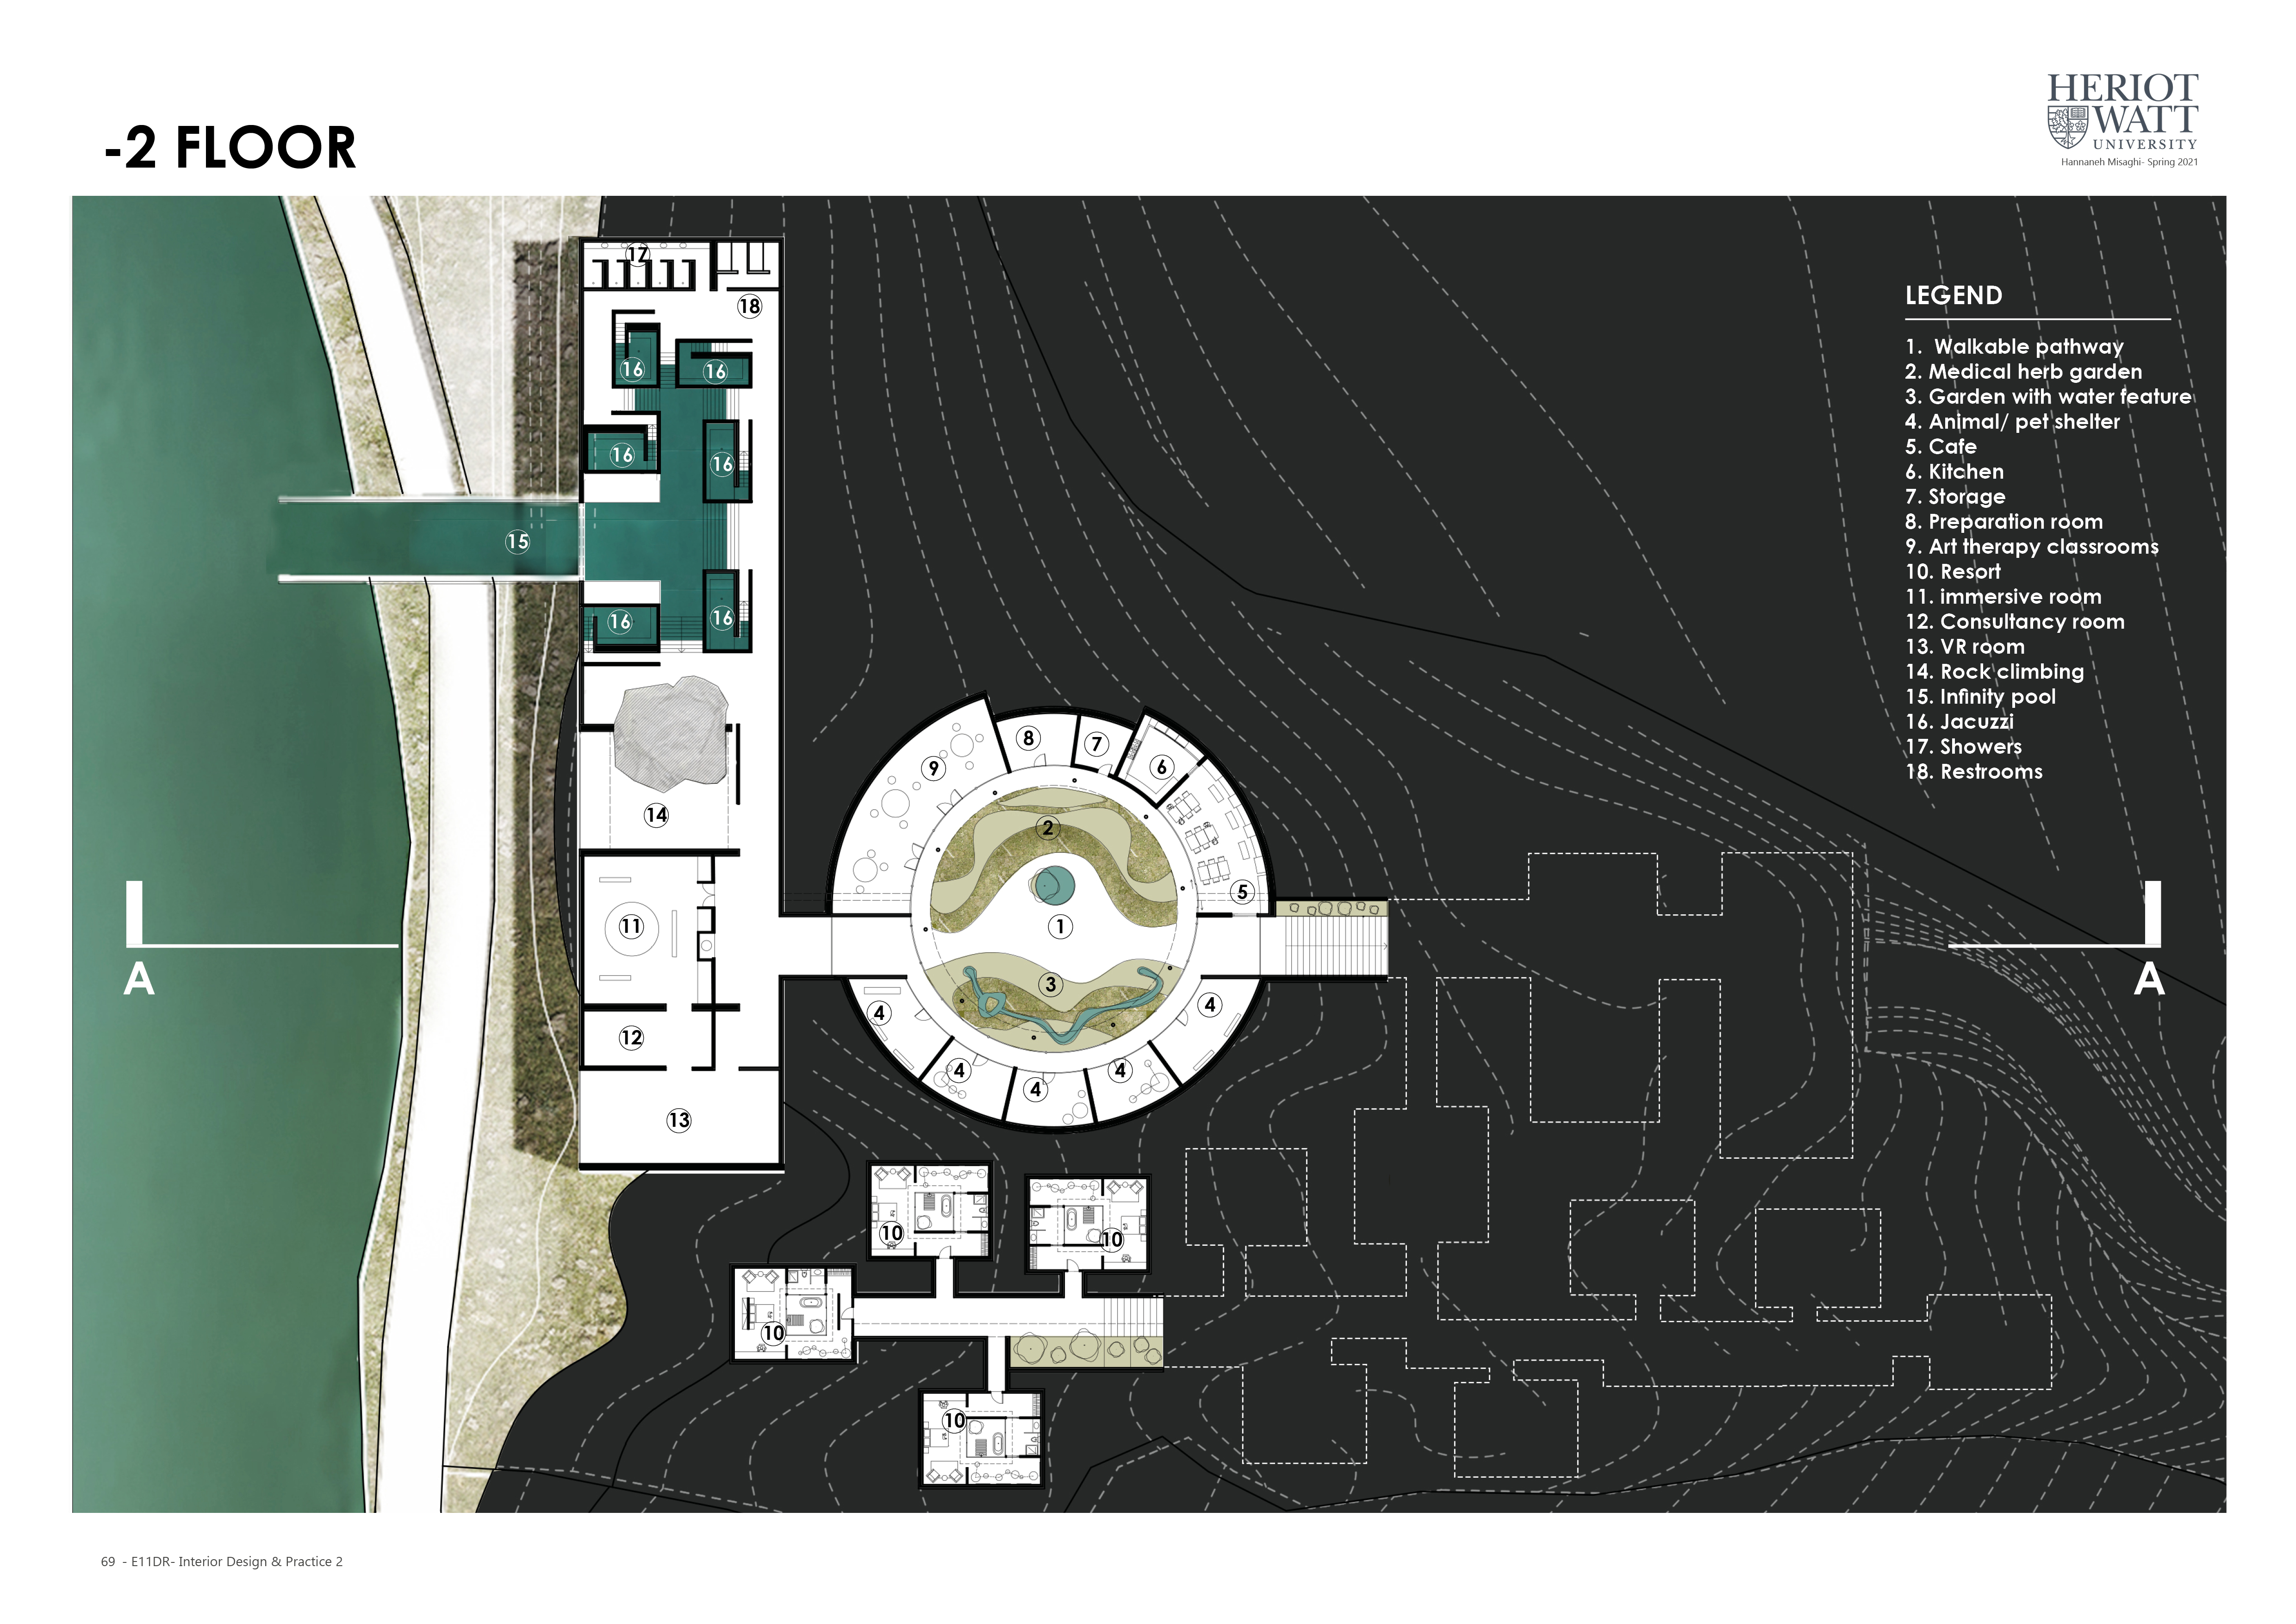 HERIOT
WATT
UNIVERSITY
Hannaneh Misaghi- Spring 2021
-2 FLOOR
LEGEND
1. Walkable pathway
2. Medical herb garden
3. Garden with water feature
4. Animal/ pet shelter
5. Cafe
6. Kitchen
7. Storage
8. Preparation room
9. Art therapy classrooms
10. Resort
11. immersive room
12. Consultancy room
13. VR room
14. Rock climbing
15. Infinity pool
16. Jacuzzi
17. Showers
18. Restrooms
17
18
16
16
16
16
15
16
16
14
8
7
6
9
2
5
11
1
3
4
4
12
4
4
4
13
10
10
10
10
A
A
69 - E11DR- Interior Design & Practice 2